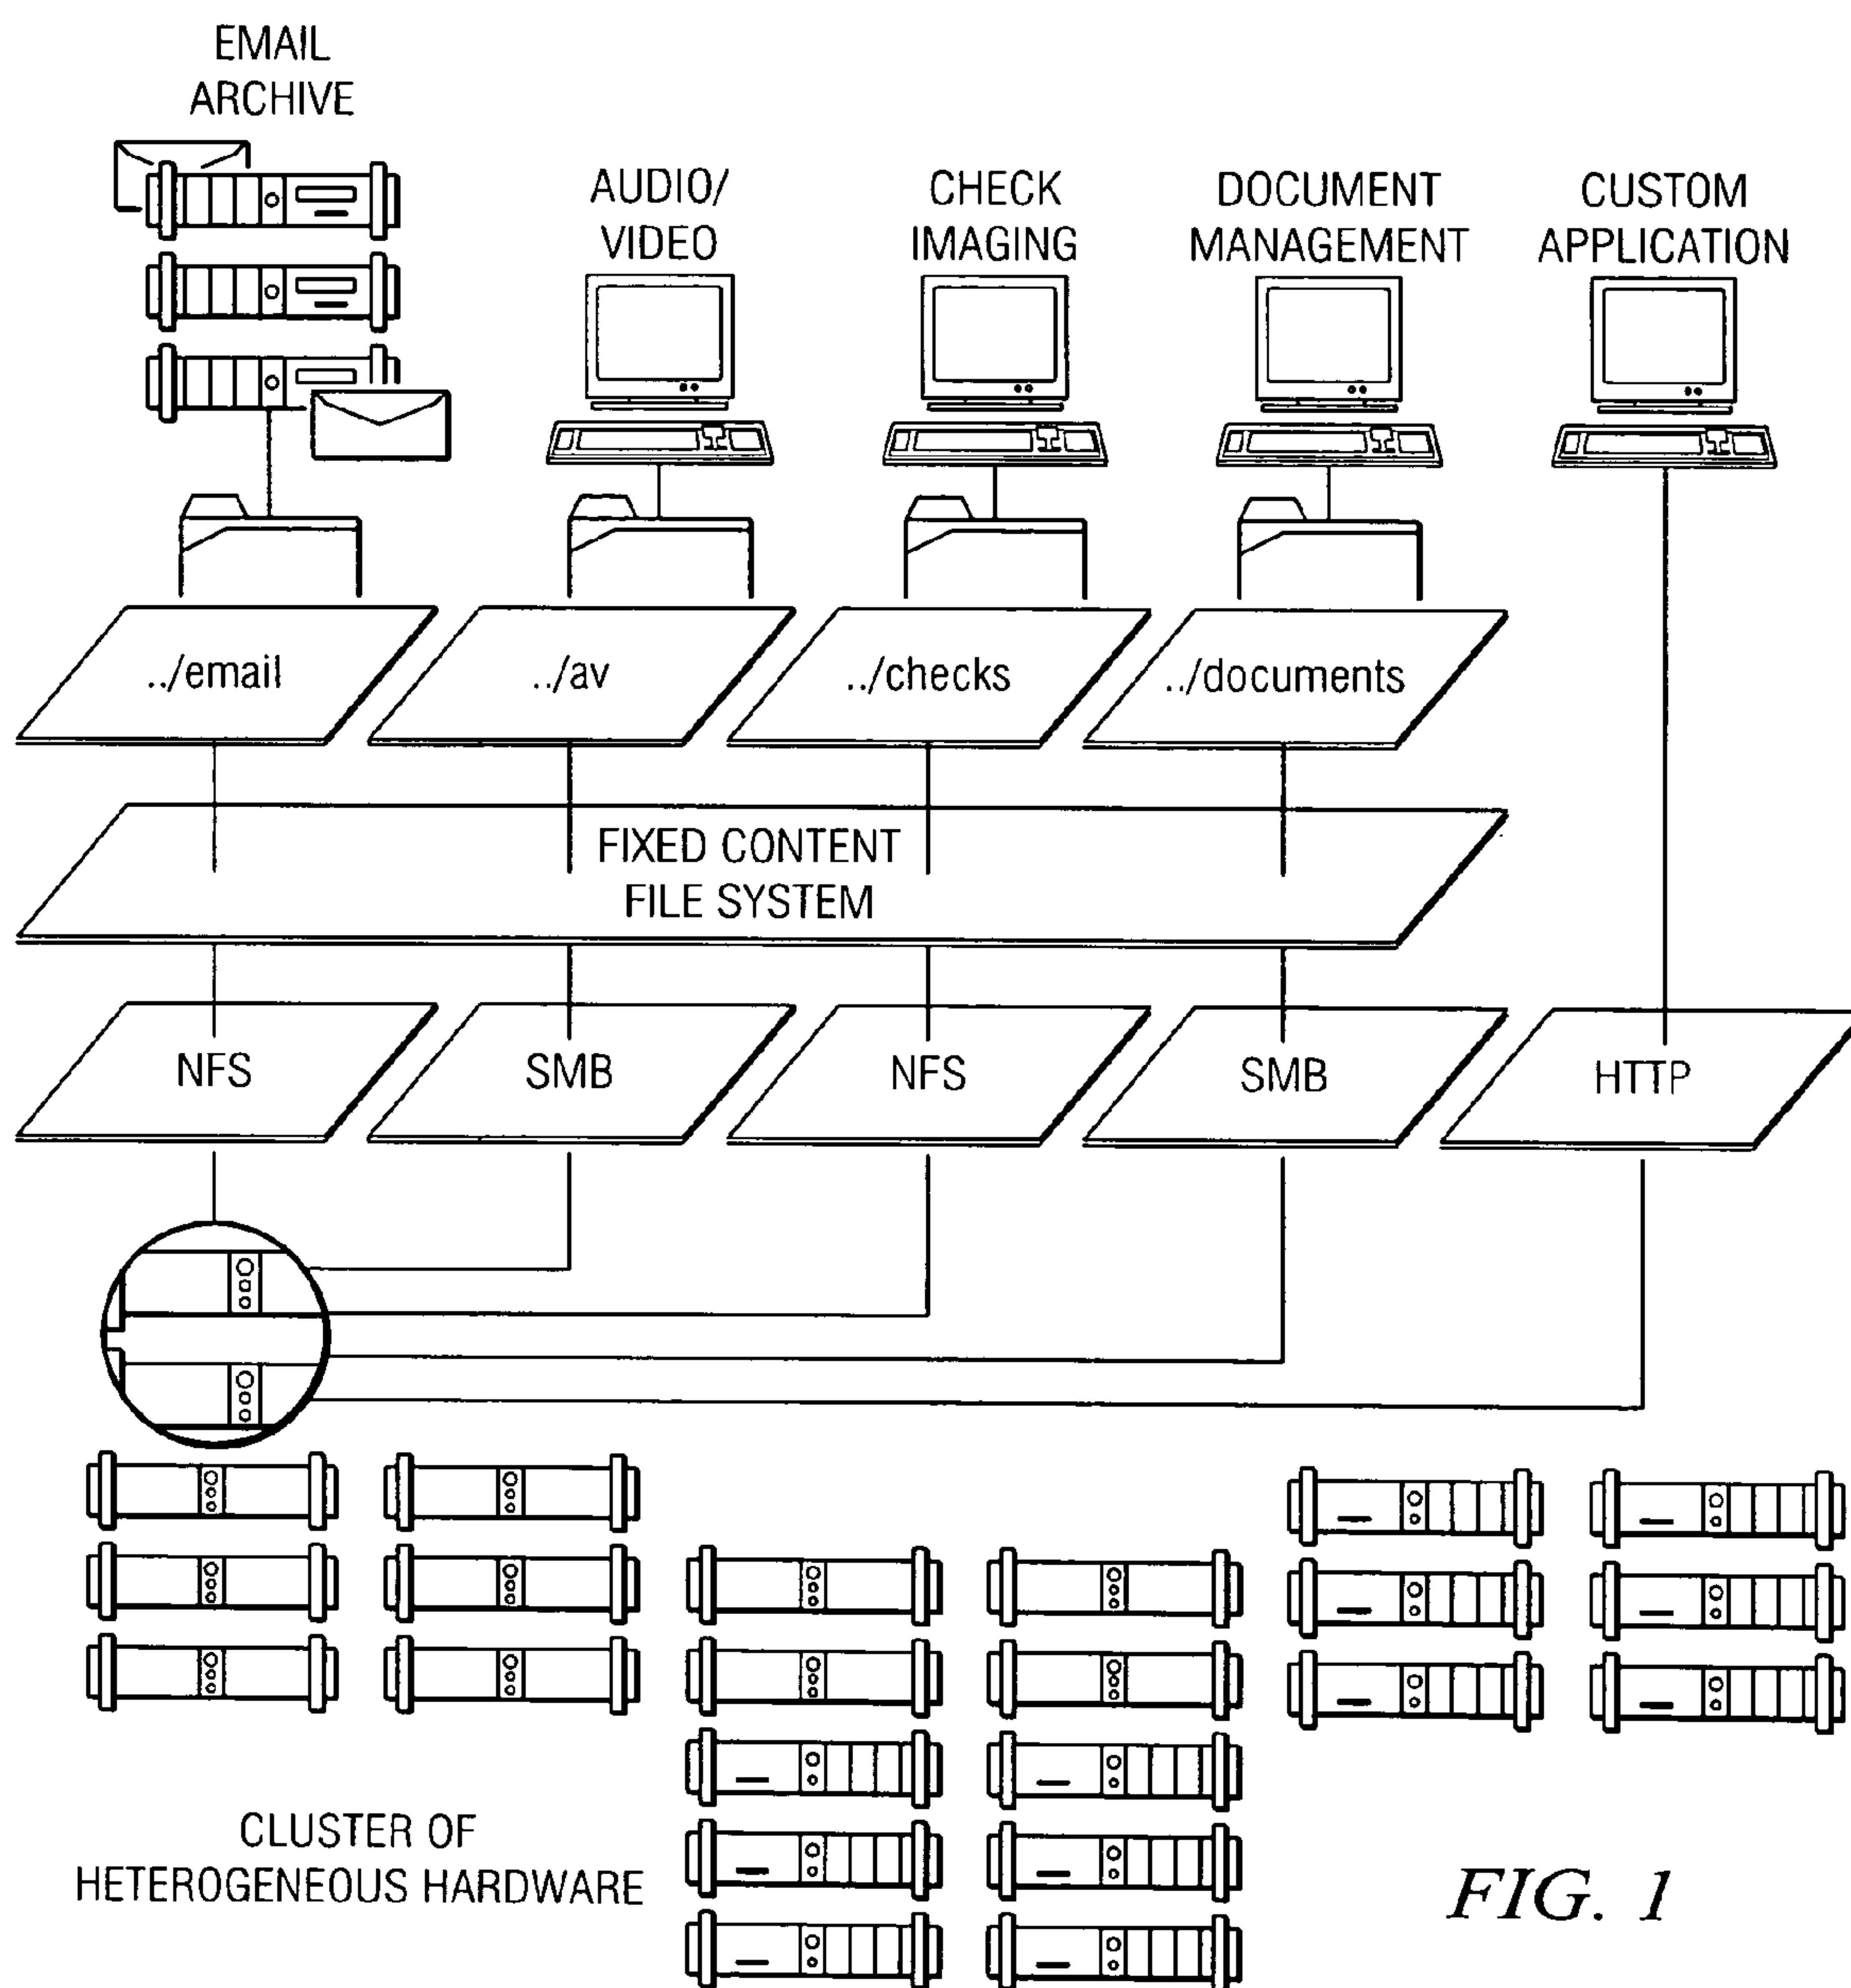 EMAIL
ARCHIVE
AUDIO/
VIDEO
CHECK
IMAGING
DOCUMENT
MANAGEMENT
CUSTOM
APPLICATION
../email
../av
../checks
../documents
FIXED CONTENT
FILE SYSTEM
NFS
SMB
NFS
SMB
HTTP
CLUSTER OF
HETEROGENEOUS HARDWARE
FIG. 1